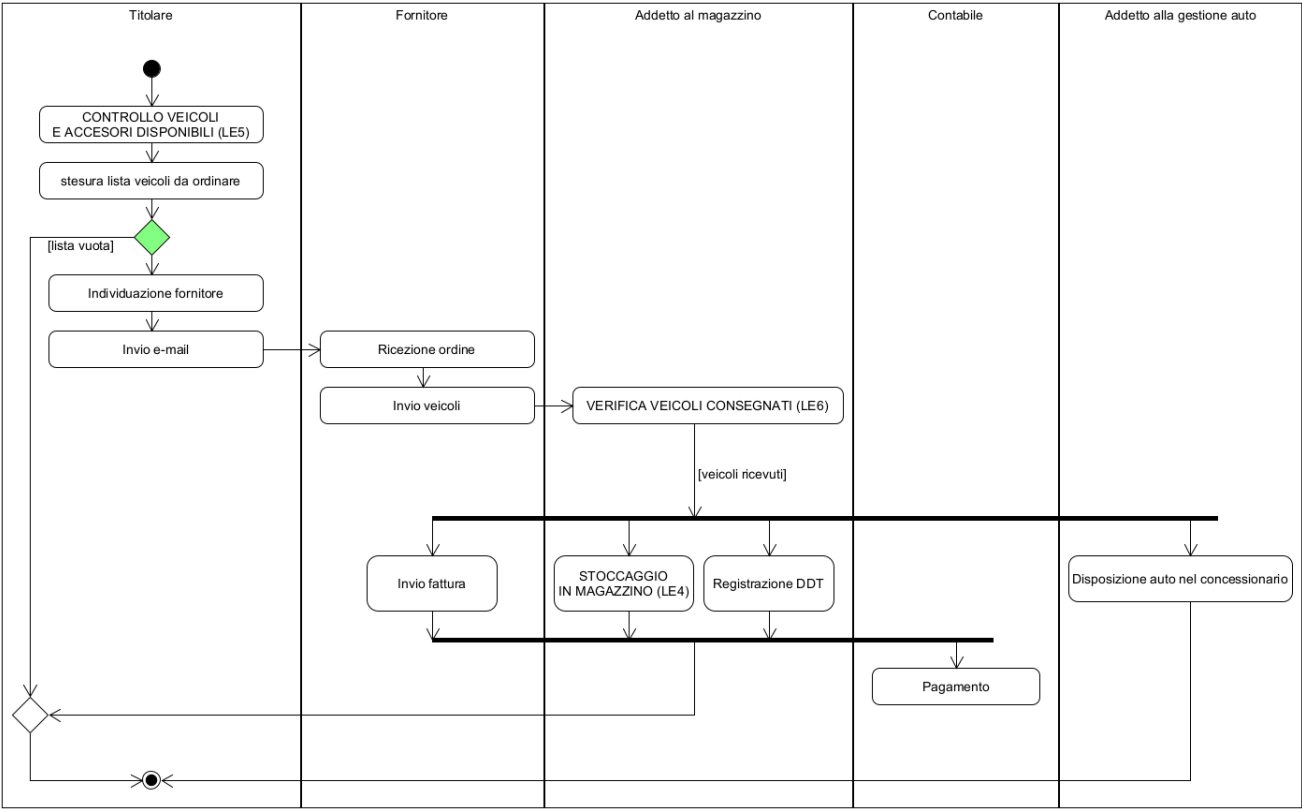 Titolare
Fornitore
Addetto al magazzino
Contabile
Addetto alla gestione auto
CONTROLLO VEICOLI
E ACCESORI DISPONIBILI (LE5)
stesura lista veicoli da ordinare
[lista vuota]
Individuazione fornitore
Invio e-mail
Ricezione ordine
Invio veicoli
VERIFICA VEICOLI CONSEGNATI (LE6)
[veicoli ricevuti]
Invio fattura
STOCCAGGIO
IN MAGAZZINO (LE4)
Registrazione DDT
Disposizione auto nel concessionario
Pagamento